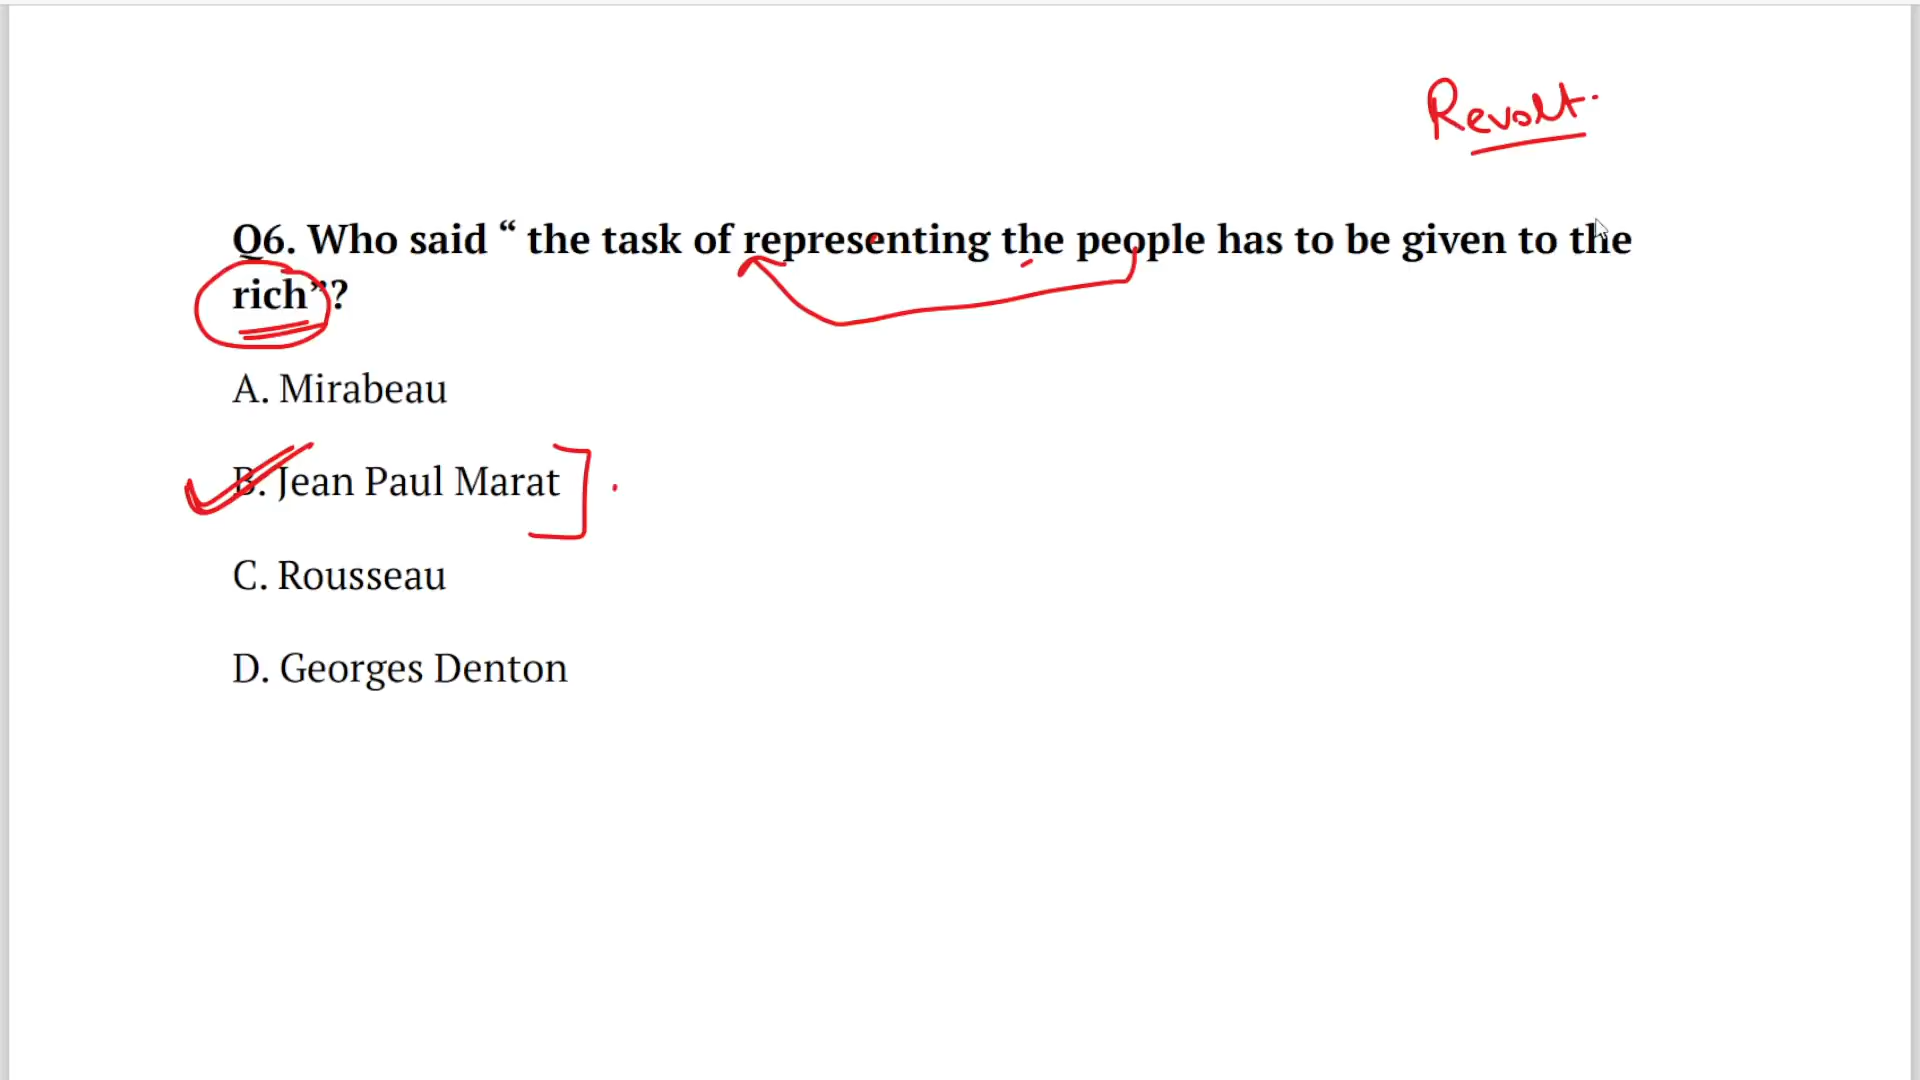 Revolt.
Q6. Who said “ the task of representing the people has to be given to the
rich”?
A. Mirabeau
B. Jean Paul Marat
C. Rousseau
D. Georges Denton